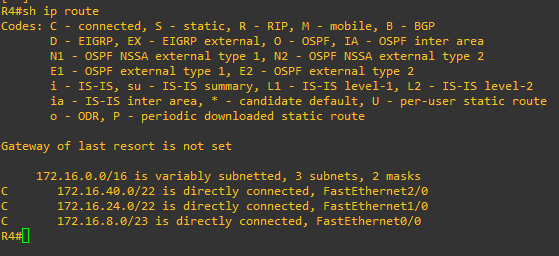 R4#sh ip route
Codes: C - connected, S - static, R - RIP, M - mobile, B - BGP
       D - EIGRP, EX - EIGRP external, O - OSPF, IA - OSPF inter area
       N1 - OSPF NSSA external type 1, N2 - OSPF NSSA external type 2
       E1 - OSPF external type 1, E2 - OSPF external type 2
       i - IS-IS, su - IS-IS summary, L1 - IS-IS level-1, L2 - IS-IS level-2
       ia - IS-IS inter area, * - candidate default, U - per-user static route
       o - ODR, P - periodic downloaded static route
Gateway of last resort is not set
     172.16.0.0/16 is variably subnetted, 3 subnets, 2 masks
C       172.16.40.0/22 is directly connected, FastEthernet2/0
C       172.16.24.0/22 is directly connected, FastEthernet1/0
C       172.16.8.0/23 is directly connected, FastEthernet0/0
R4#